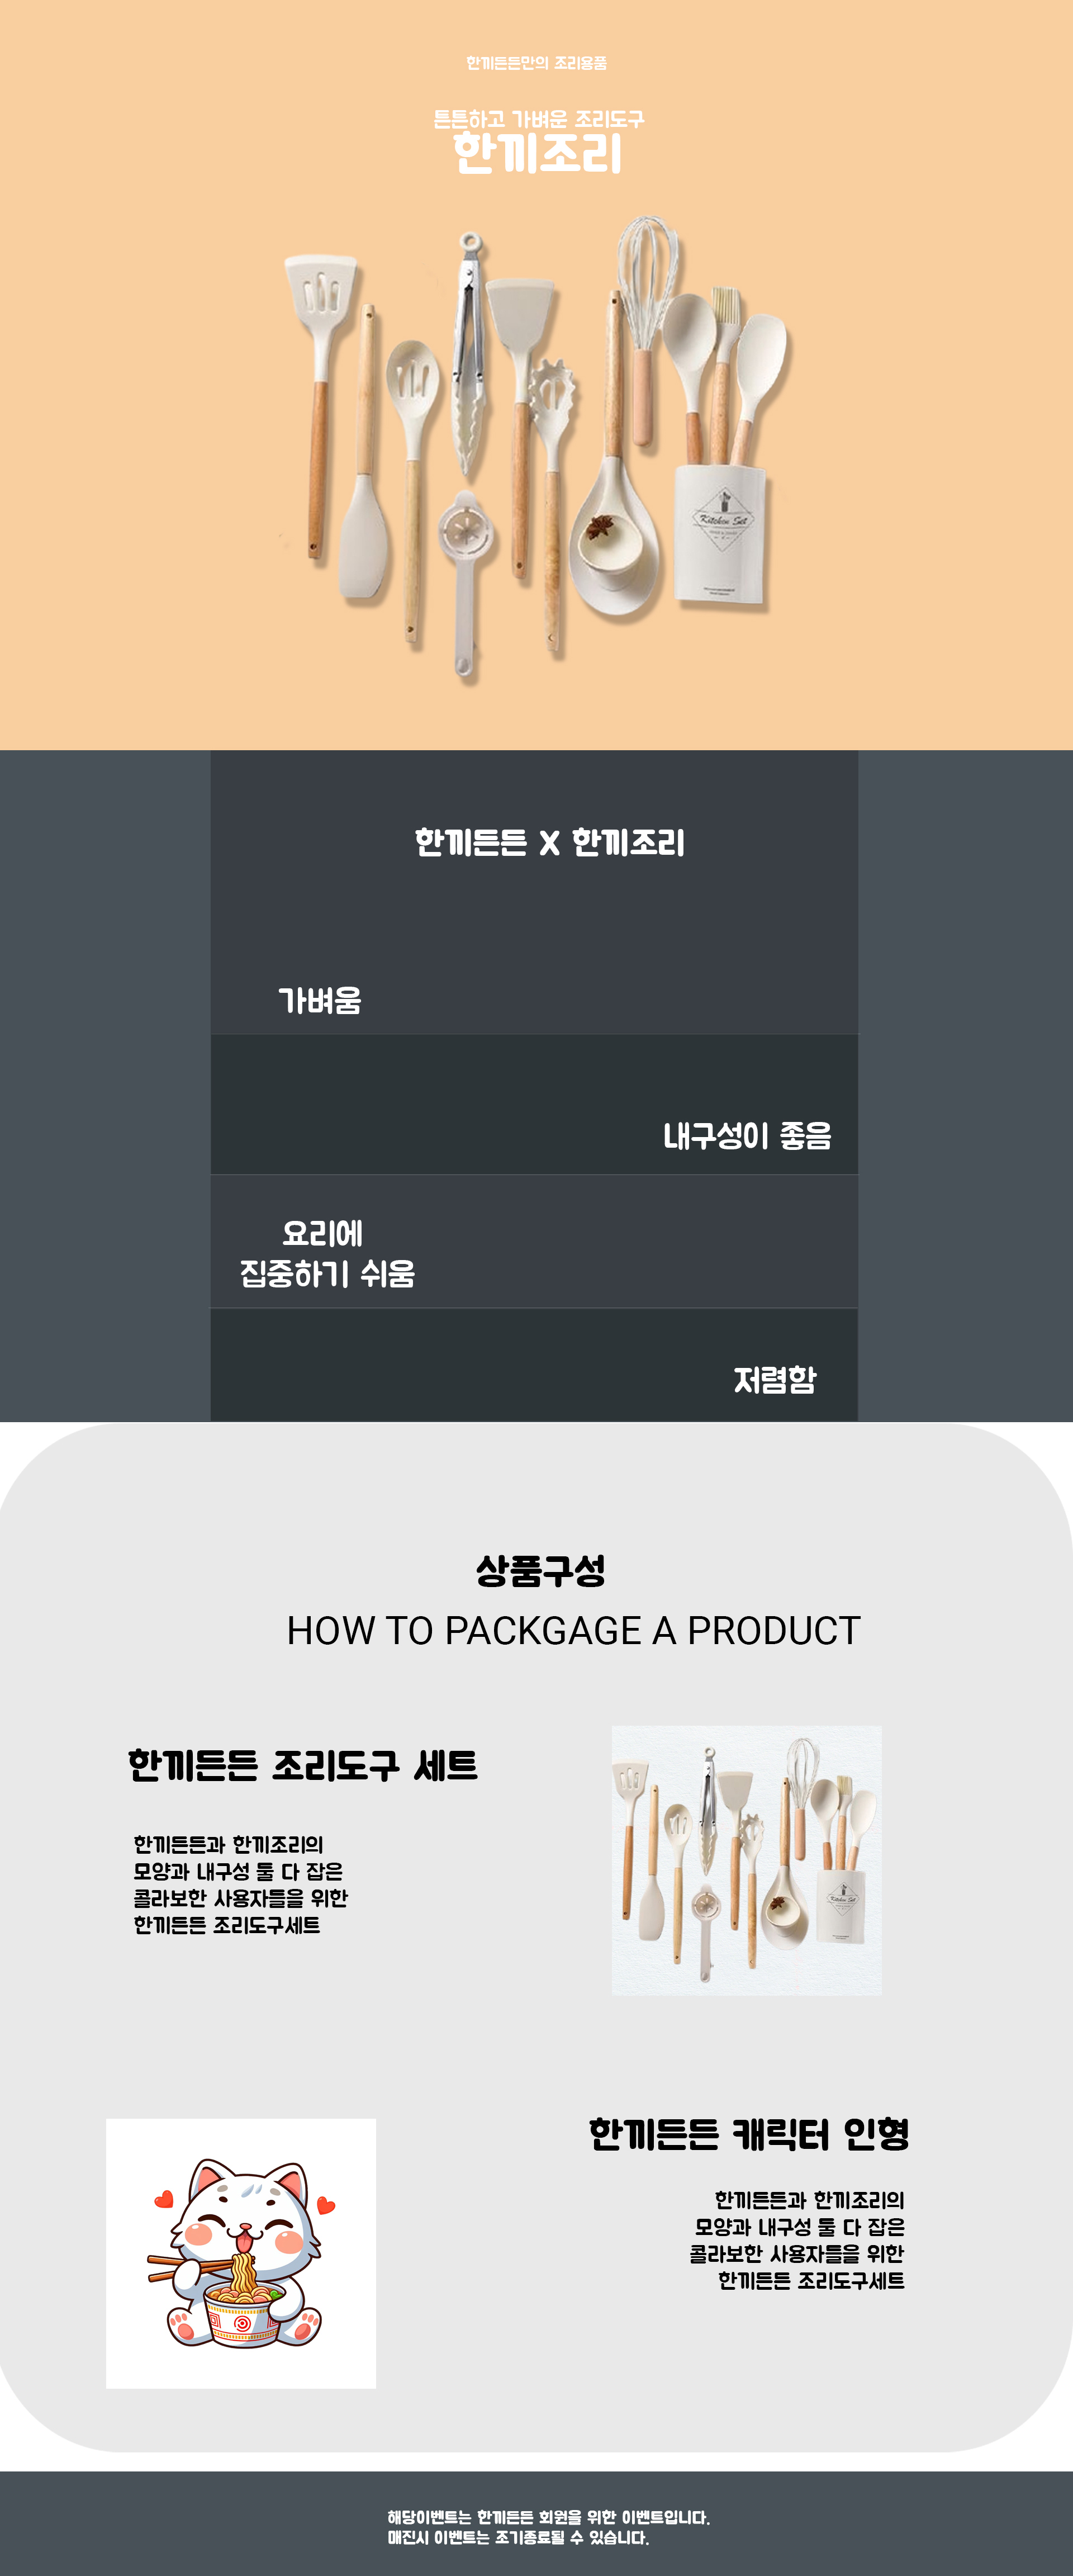 한끼든든만의 조리용품
튼튼하고 가벼운 조리도구
한끼조리
Kitchen Set
한끼든든 X 한끼조리
가벼움
내구성이 좋음
요리에
집중하기 쉬움
저렴함
상품구성
HOW TO PACKGAGE A PRODUCT
한끼든든 조리도구 세트
한끼든든과 한끼조리의
모양과 내구성 둘 다 잡은
콜라보한 사용자들을 위한
한끼든든 조리도구세트
Kitchen Set
한끼든든 캐릭터 인형
한끼든든과 한끼조리의
모양과 내구성 둘 다 잡은
콜라보한 사용자들을 위한
한끼든든 조리도구세트
해당이벤트는 한끼든든 회원을 위한 이벤트입니다.
매진시 이벤트는 조기종료될 수 있습니다.